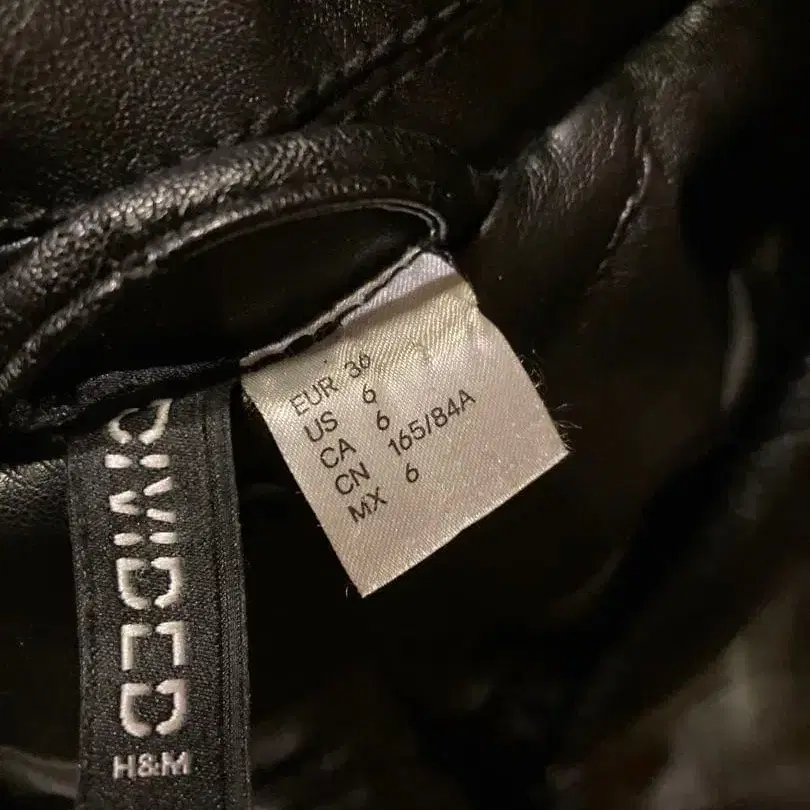 EUR 36
US 6
CA 6
CN 165/84A
MX 6
DIVIDED
H&M